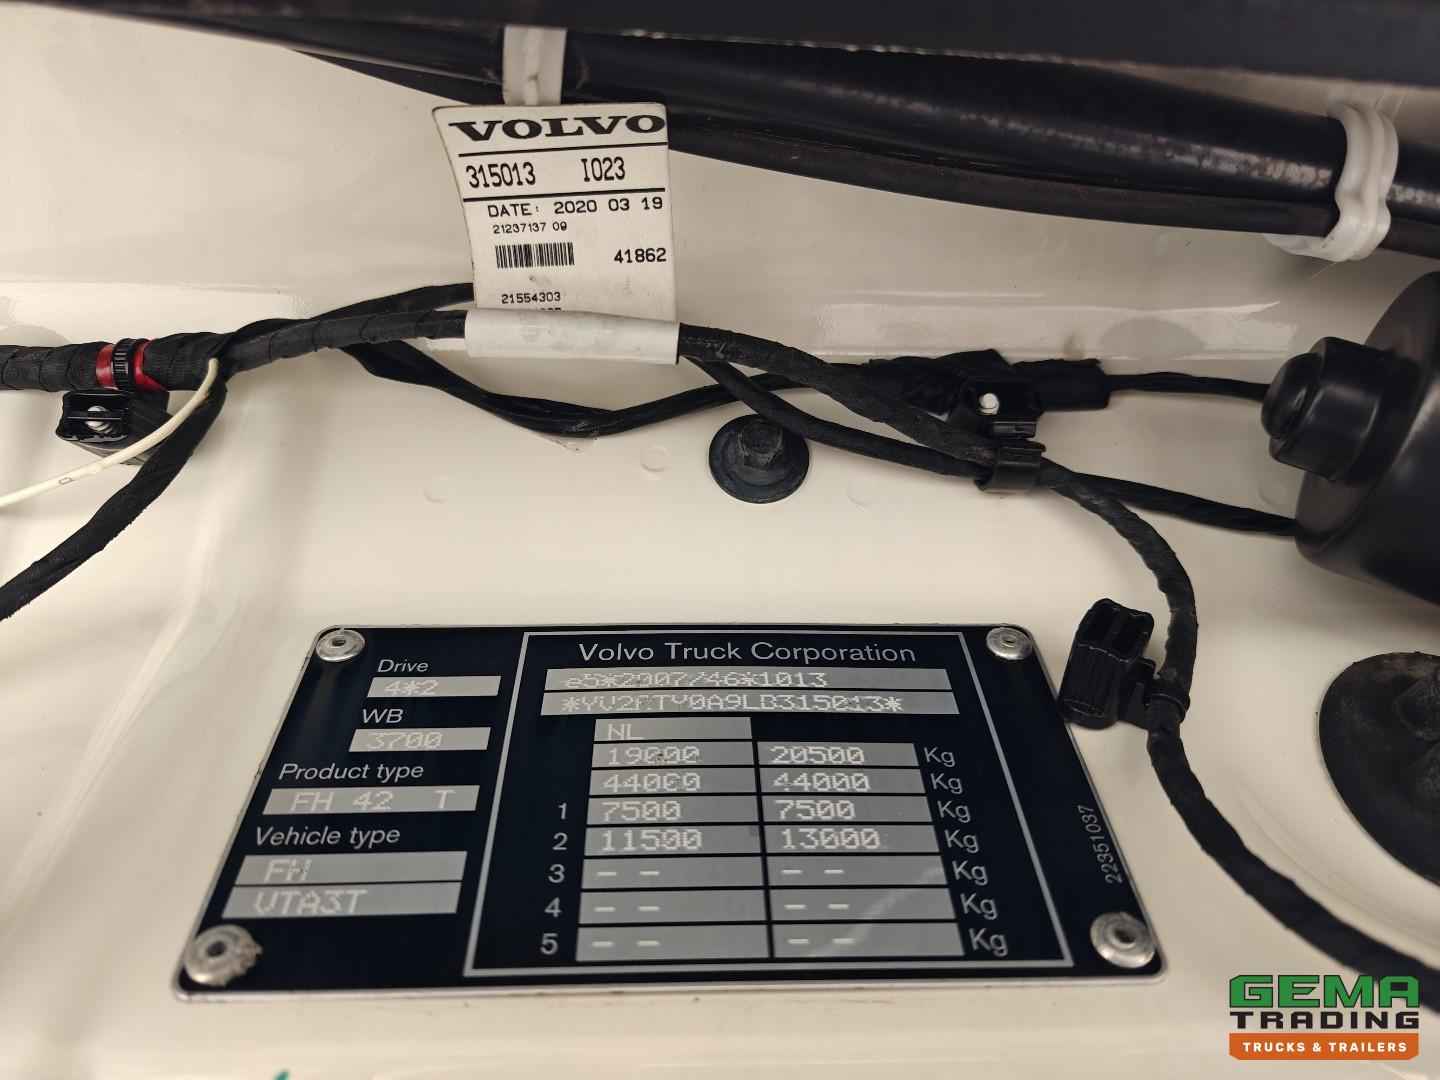 VOLVO
315013 I023
DATE: 2020 03 19
21237137 09
41862
21554303
Volvo Truck Corporation
Drive
4*2
WB
3700
Product type
FH 42 T
Vehicle type
FH
VTA3T
e5*2007/46*1013
NL
19000 20500 Kg
44000 44000 Kg
1 7500 7500 Kg
2 11500 13000 Kg
3 -- -- Kg
4 -- -- Kg
5 -- -- Kg
22351037
GEMA
TRADING
TRUCKS & TRAILERS